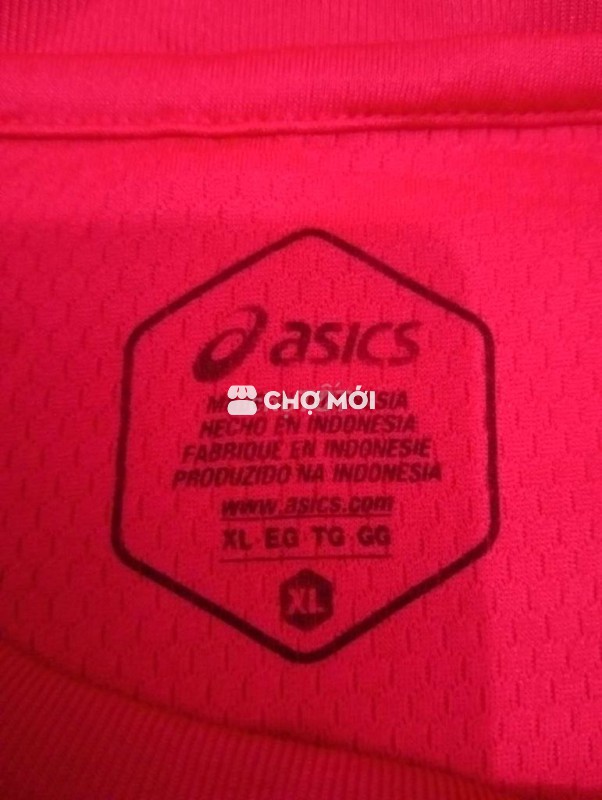 asics
CHỢ MỚI
HECHO EN INDONESIA
FABRIQUE EN INDONESIE
PRODUZIDO NA INDONESIA
www.asics.com
XL EG TG GG
XL